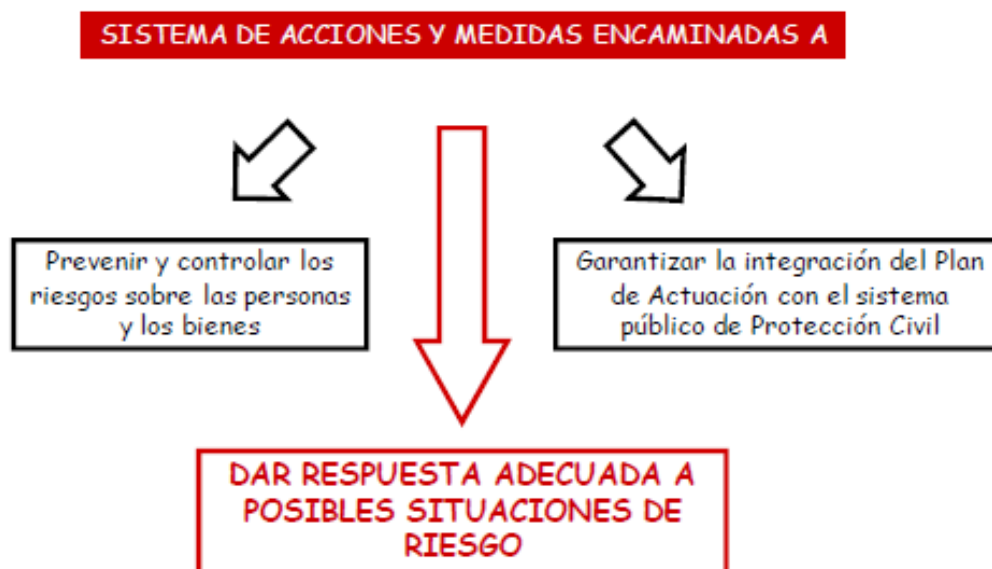 SISTEMA DE ACCIONES Y MEDIDAS ENCAMINADAS A
Prevenir y controlar los
riesgos sobre las personas
y los bienes
Garantizar la integración del Plan
de Actuación con el sistema
público de Protección Civil
DAR RESPUESTA ADECUADA A
POSIBLES SITUACIONES DE
RIESGO